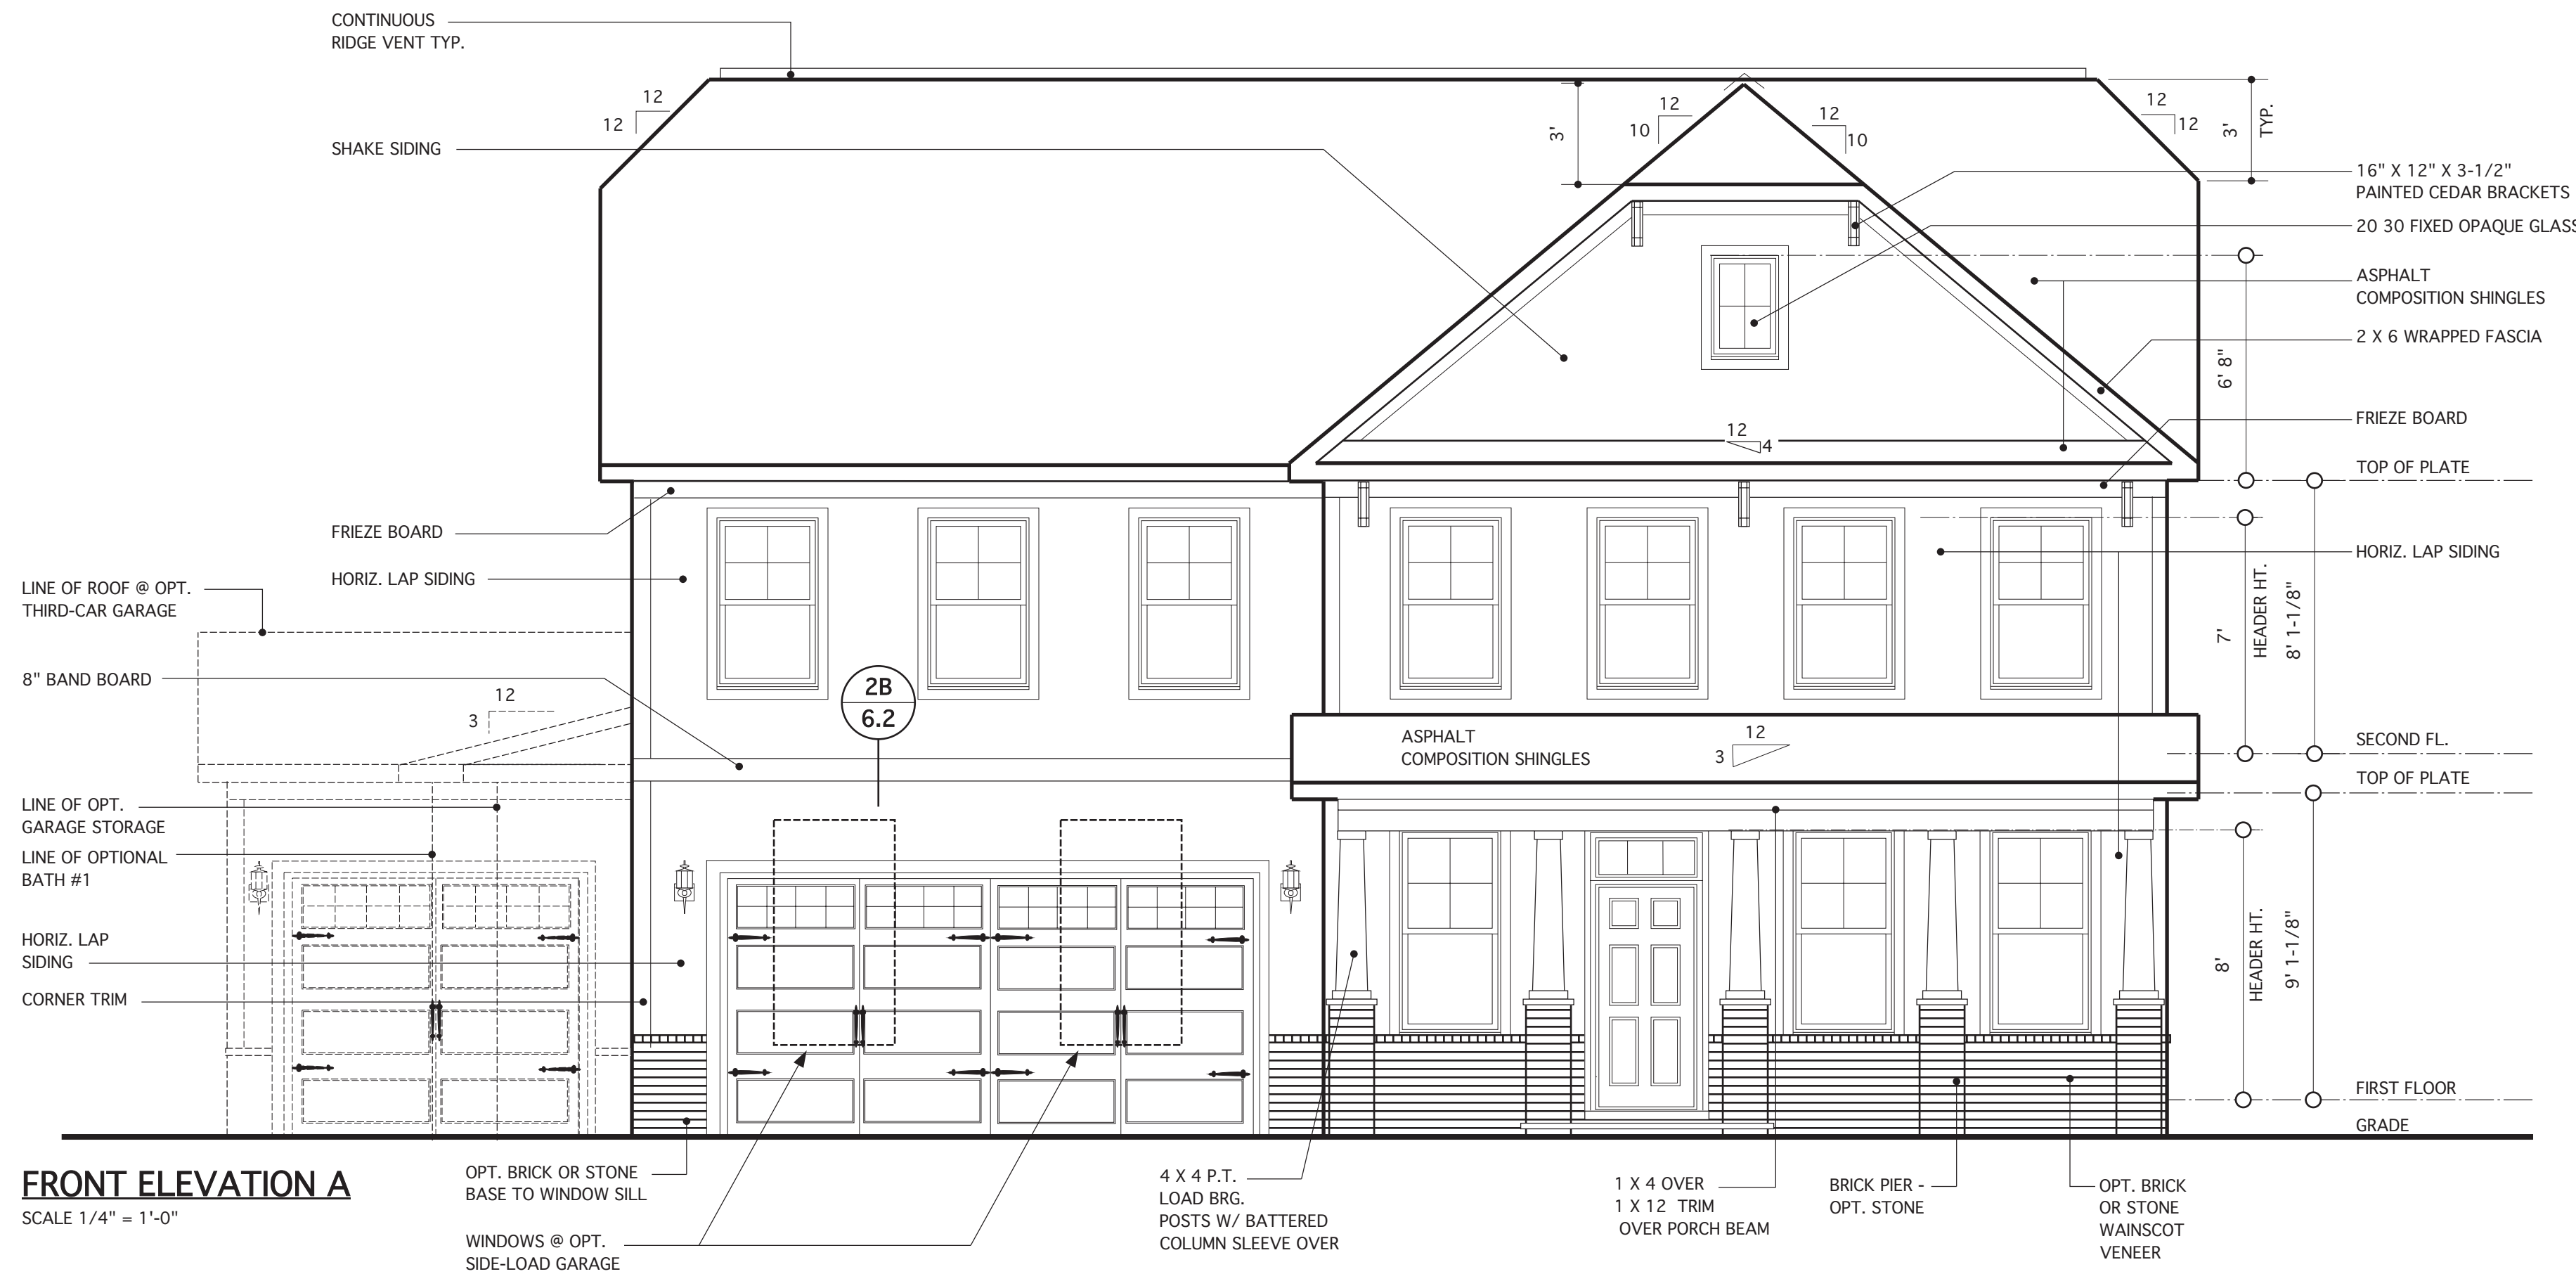 CONTINUOUS
RIDGE VENT TYP.
12
12
SHAKE SIDING
3'
12
10
12
10
12
12
3'
TYP.
16" X 12" X 3-1/2"
PAINTED CEDAR BRACKETS
20 30 FIXED OPAQUE GLASS
ASPHALT
COMPOSITION SHINGLES
2 X 6 WRAPPED FASCIA
6' 8"
FRIEZE BOARD
12
4
TOP OF PLATE
FRIEZE BOARD
HORIZ. LAP SIDING
HORIZ. LAP SIDING
LINE OF ROOF @ OPT.
THIRD-CAR GARAGE
7'
HEADER HT.
8' 1-1/8"
8" BAND BOARD
12
3
2B
6.2
ASPHALT
COMPOSITION SHINGLES
12
3
SECOND FL.
TOP OF PLATE
LINE OF OPT.
GARAGE STORAGE
LINE OF OPTIONAL
BATH #1
HORIZ. LAP
SIDING
CORNER TRIM
8'
HEADER HT.
9' 1-1/8"
FIRST FLOOR
GRADE
FRONT ELEVATION A
SCALE 1/4" = 1'-0"
OPT. BRICK OR STONE
BASE TO WINDOW SILL
WINDOWS @ OPT.
SIDE-LOAD GARAGE
4 X 4 P.T.
LOAD BRG.
POSTS W/ BATTERED
COLUMN SLEEVE OVER
1 X 4 OVER
1 X 12 TRIM
OVER PORCH BEAM
BRICK PIER -
OPT. STONE
OPT. BRICK
OR STONE
WAINSCOT
VENEER